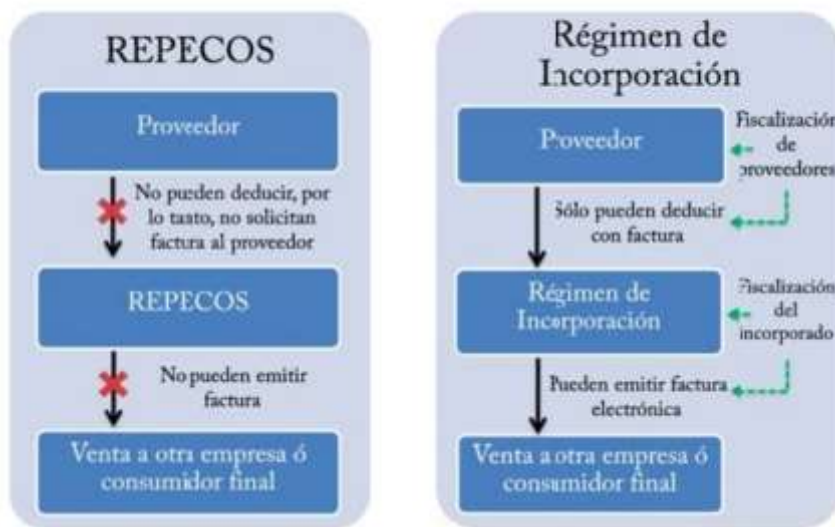 REPECOS
Proveedor
No pueden deducir, por
lo tanto, no solicitan
factura al proveedor
REPECOS
No pueden emitir
factura
Venta a otra empresa ó
consumidor final
Régimen de
Incorporación
Proveedor
Fiscalización
de
proveedores
Sólo pueden deducir
con factura
Régimen de
Incorporación
Fiscalización
del
incorporado
Pueden emitir factura
electrónica
Venta a otra empresa ó
consumidor final